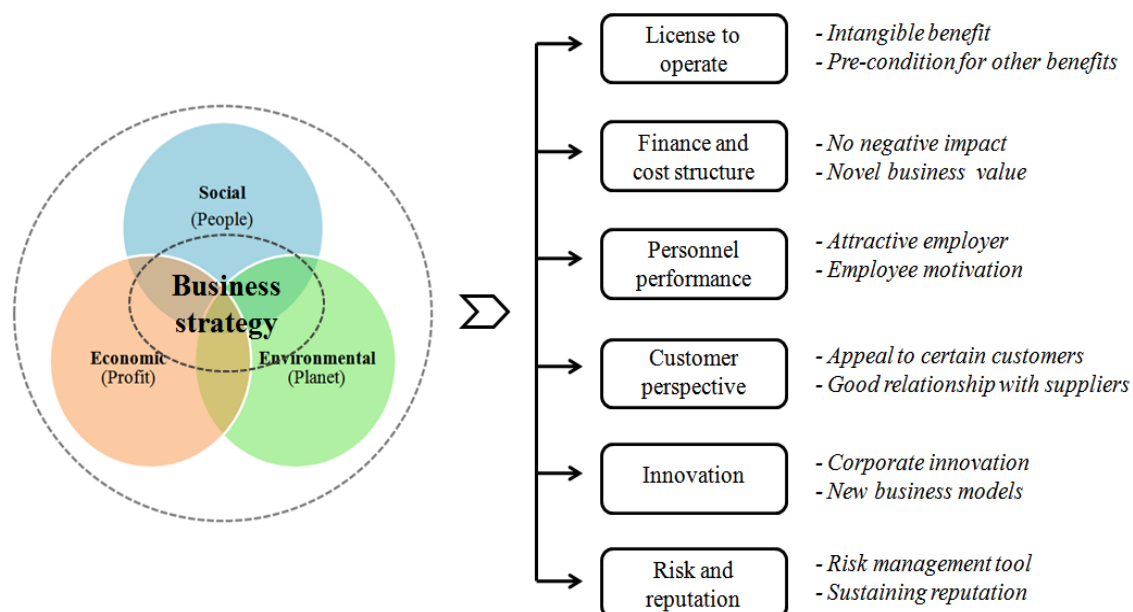 Social
(People)
Business
strategy
Economic
(Profit)
Environmental
(Planet)
License to
operate
- Intangible benefit
- Pre-condition for other benefits
Finance and
cost structure
- No negative impact
- Novel business value
Personnel
performance
- Attractive employer
- Employee motivation
Customer
perspective
- Appeal to certain customers
- Good relationship with suppliers
Innovation
- Corporate innovation
- New business models
Risk and
reputation
- Risk management tool
- Sustaining reputation